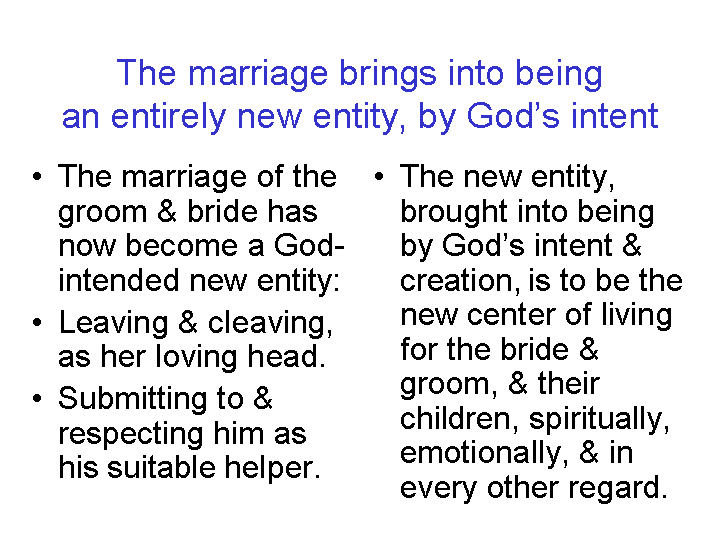 The marriage brings into being
an entirely new entity, by God’s intent
• The marriage of the
groom & bride has
now become a God-
intended new entity:
• Leaving & cleaving,
as her loving head.
• Submitting to &
respecting him as
his suitable helper.
• The new entity,
brought into being
by God’s intent &
creation, is to be the
new center of living
for the bride &
groom, & their
children, spiritually,
emotionally, & in
every other regard.